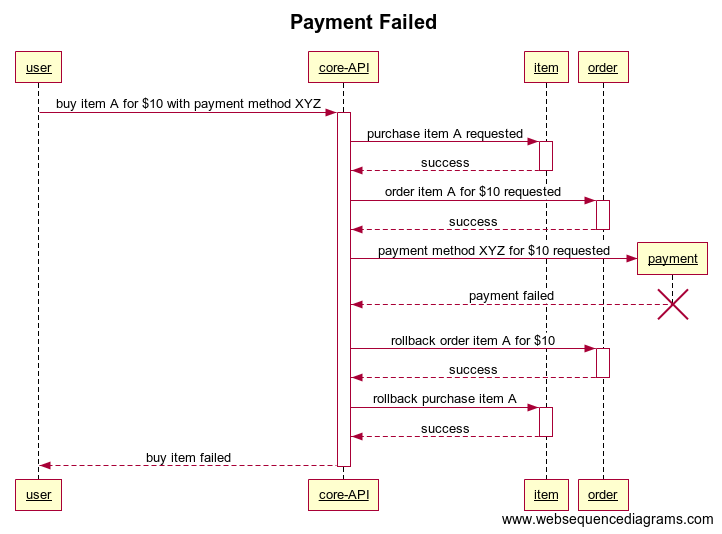 Payment Failed
user
core-API
item
order
buy item A for $10 with payment method XYZ
purchase item A requested
success
order item A for $10 requested
success
payment method XYZ for $10 requested
payment
payment failed
rollback order item A for $10
success
rollback purchase item A
success
buy item failed
user
core-API
item
order
www.websequencediagrams.com